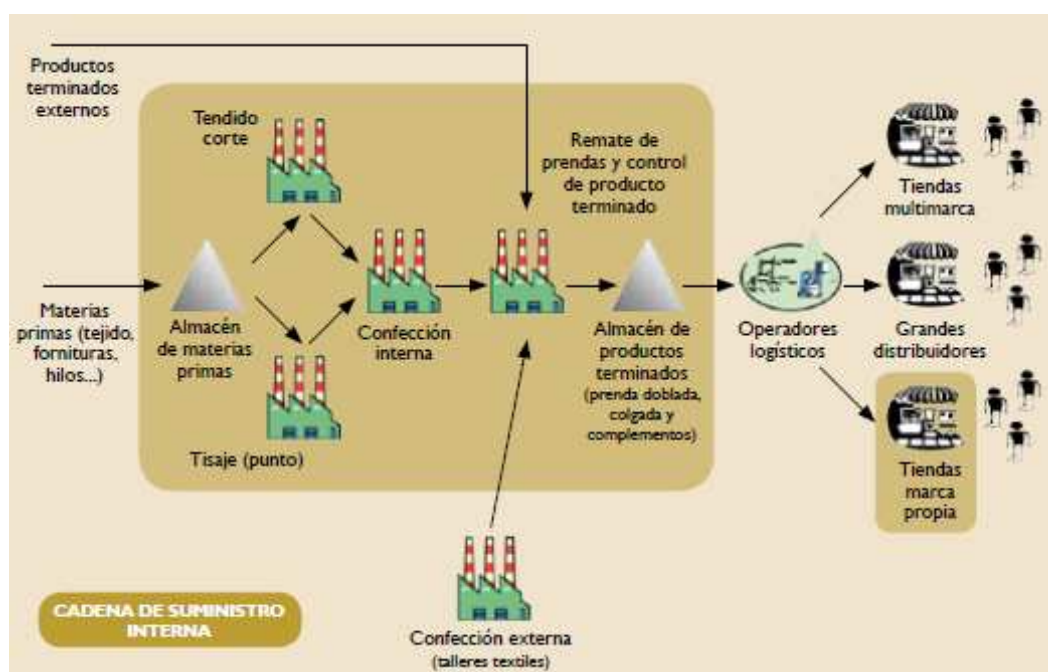 Productos
terminados
externos
Tendido
corte
Remate de
prendas y control
de producto
terminado
Tiendas
multimarca
Materias
primas (tejido,
fornituras,
hilos...)
Almacén
de materias
primas
Confección
interna
Almacén de
productos
terminados
(prenda doblada,
colgada y
complementos)
Operadores
logísticos
Grandes
distribuidores
Tisaje (punto)
Tiendas
marca
propia
CADENA DE SUMINISTRO
INTERNA
Confección externa
(talleres textiles)